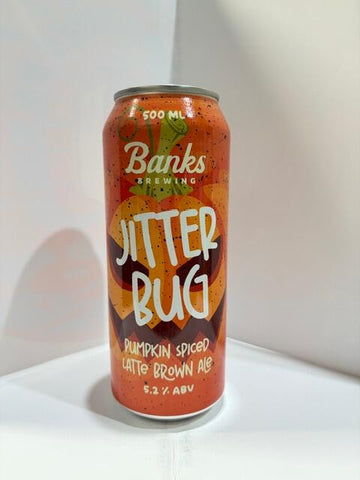 500 ML
Banks
BREWING
JITTER
BUG
PUMPKIN SPICED
LATTE BROWN ALE
5.2 % ABV